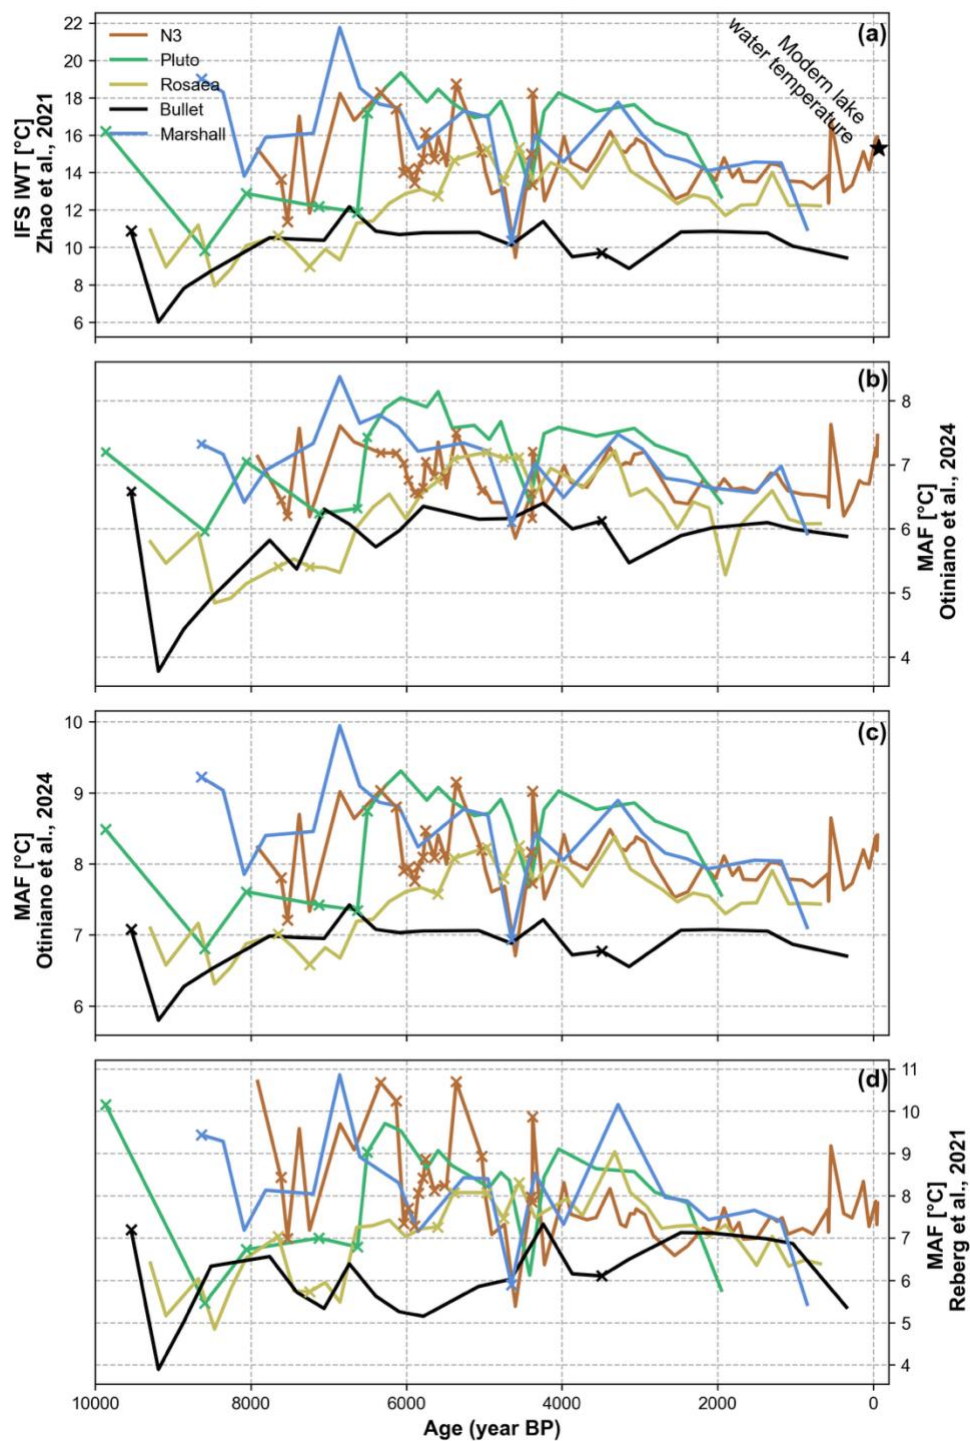 22
20
18
16
14
12
10
8
6
IFS IWT [°C]
Zhao et al., 2021
N3
Pluto
Rosaea
Bullet
Marshall
Modern lake
water temperature
(a)
(b)
8
7
6
5
4
MAF [°C]
Otiniano et al., 2024
(c)
10
9
8
7
6
MAF [°C]
Otiniano et al., 2024
(d)
11
10
9
8
7
6
5
4
MAF [°C]
Reberg et al., 2021
10000 8000 6000 4000 2000 0
Age (year BP)